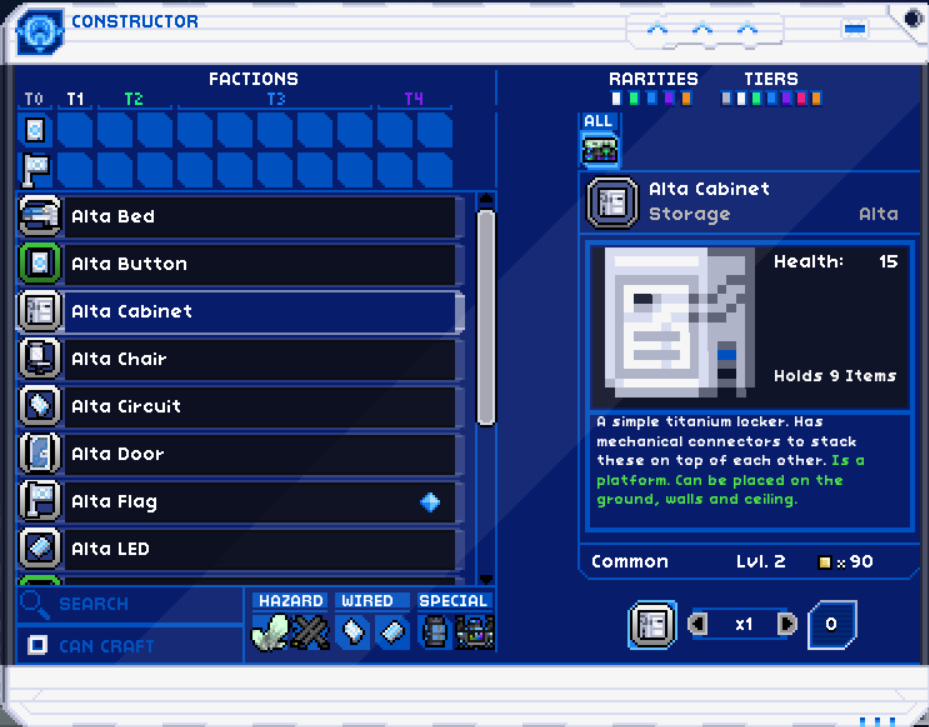 CONSTRUCTOR
FACTIONS
T0 T1 T2 T3 T4
RARITIES TIERS
ALL
Alta Bed
Alta Button
Alta Cabinet
Alta Chair
Alta Circuit
Alta Door
Alta Flag
Alta LED
SEARCH
CAN CRAFT
HAZARD WIRED SPECIAL
Alta Cabinet
Storage Alta
Health: 15
Holds 9 Items
A simple titanium locker. Has
mechanical connectors to stack
these on top of each other. Is a
platform. Can be placed on the
ground, walls and ceiling.
Common Lvl. 2 x 90
x1 0